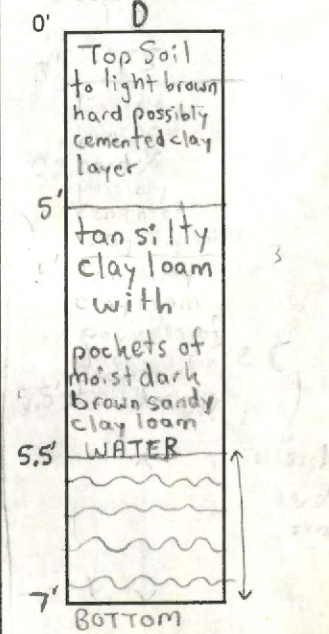 D
0'
Top Soil
to light brown
hard possibly
cemented clay
layer
5'
tan silty
clay loam
with
pockets of
moist dark
brown sandy
clay loam
5.5' WATER
7'
BOTTOM